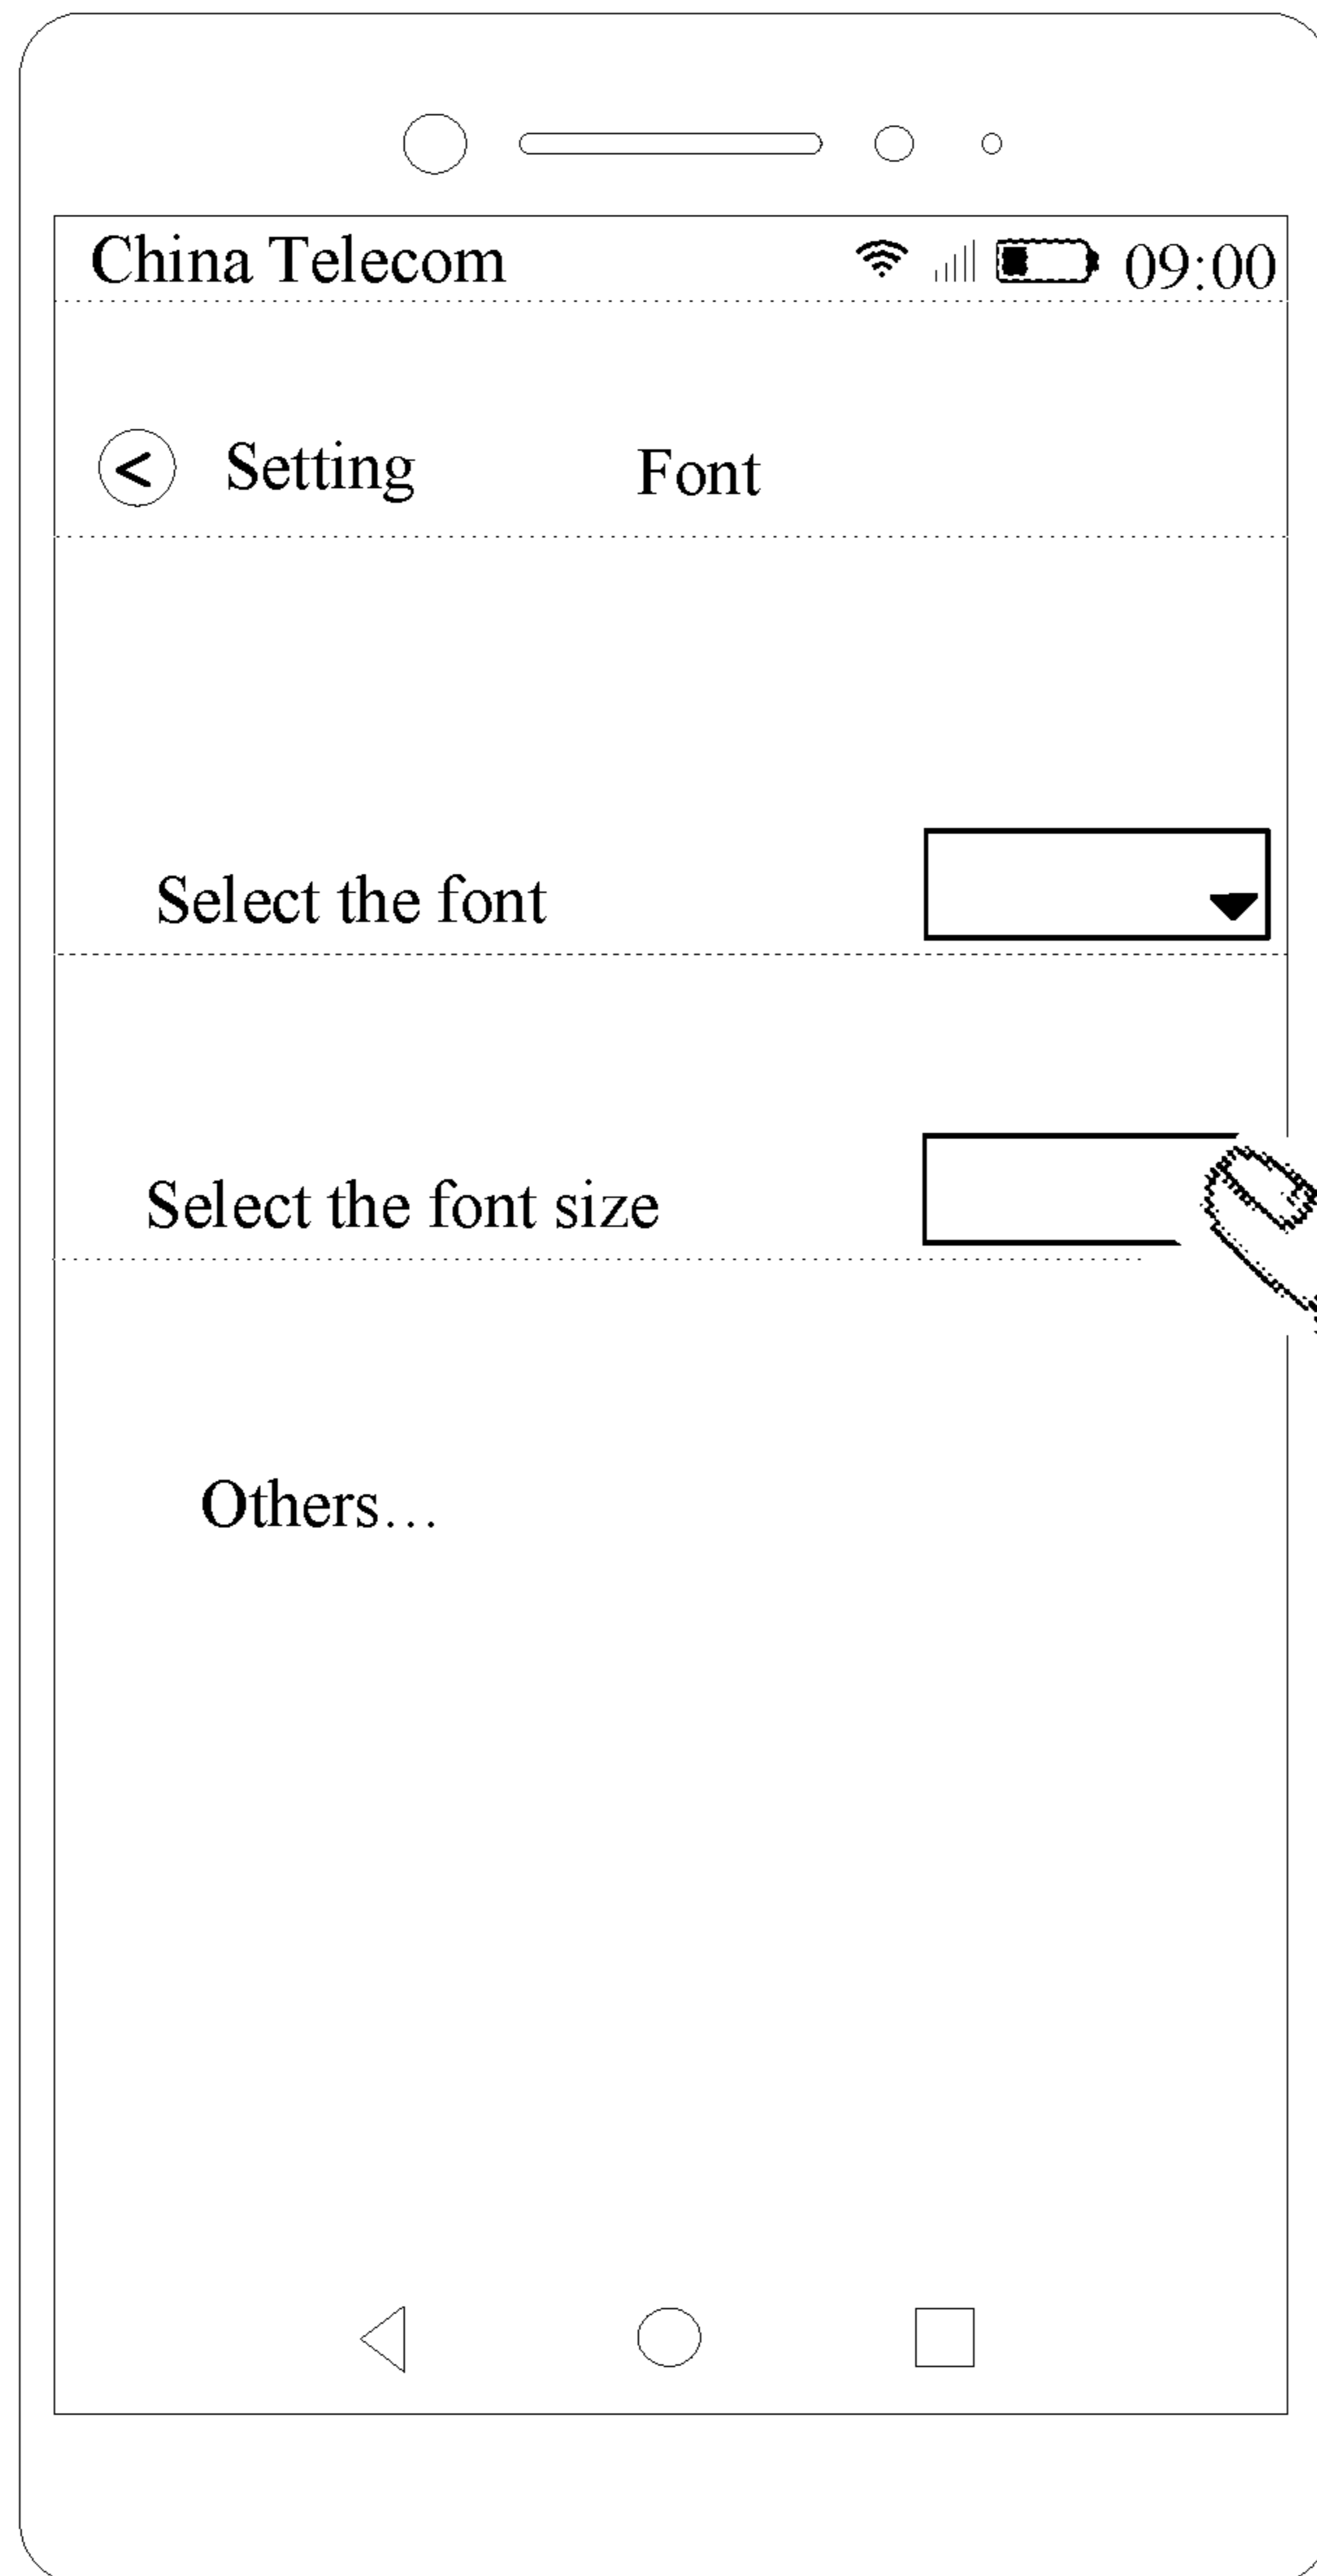 China Telecom 09:00
< Setting Font
Select the font
Select the font size
Others...